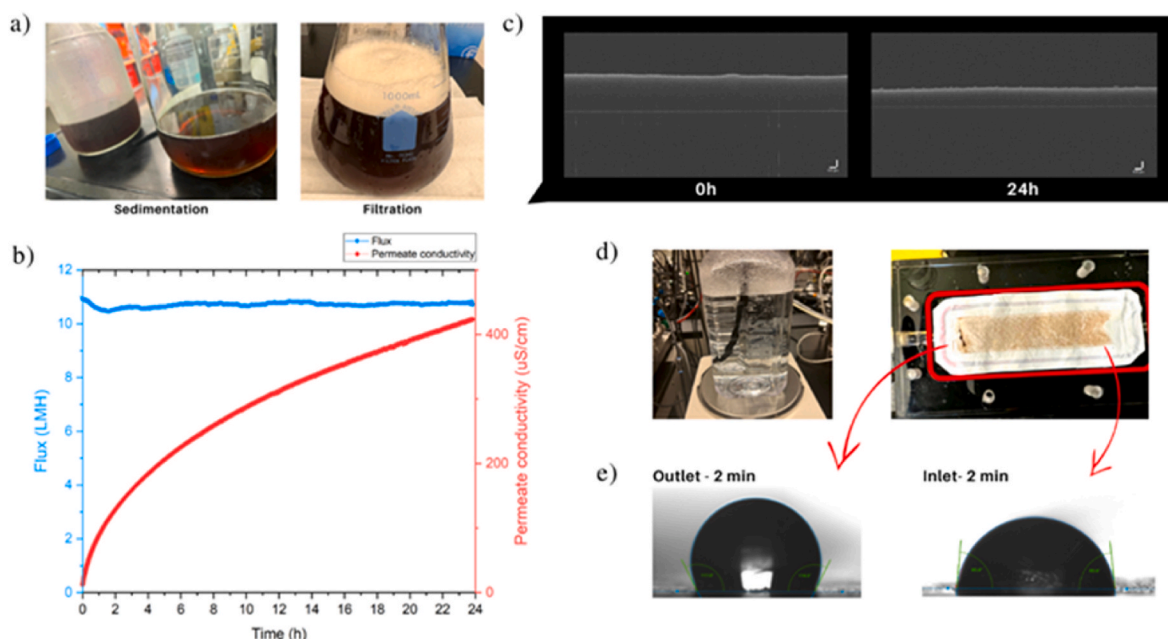 a)
Sedimentation
1000mL
Filtration
c)
0h
24h
b)
Flux
Permeate conductivity
Flux (LMH)
12
10
8
6
4
2
0
0 2 4 6 8 10 12 14 16 18 20 22 24
Time (h)
400
200
0
Permeate conductivity (uS/cm)
d)
e)
Outlet - 2 min
Inlet- 2 min